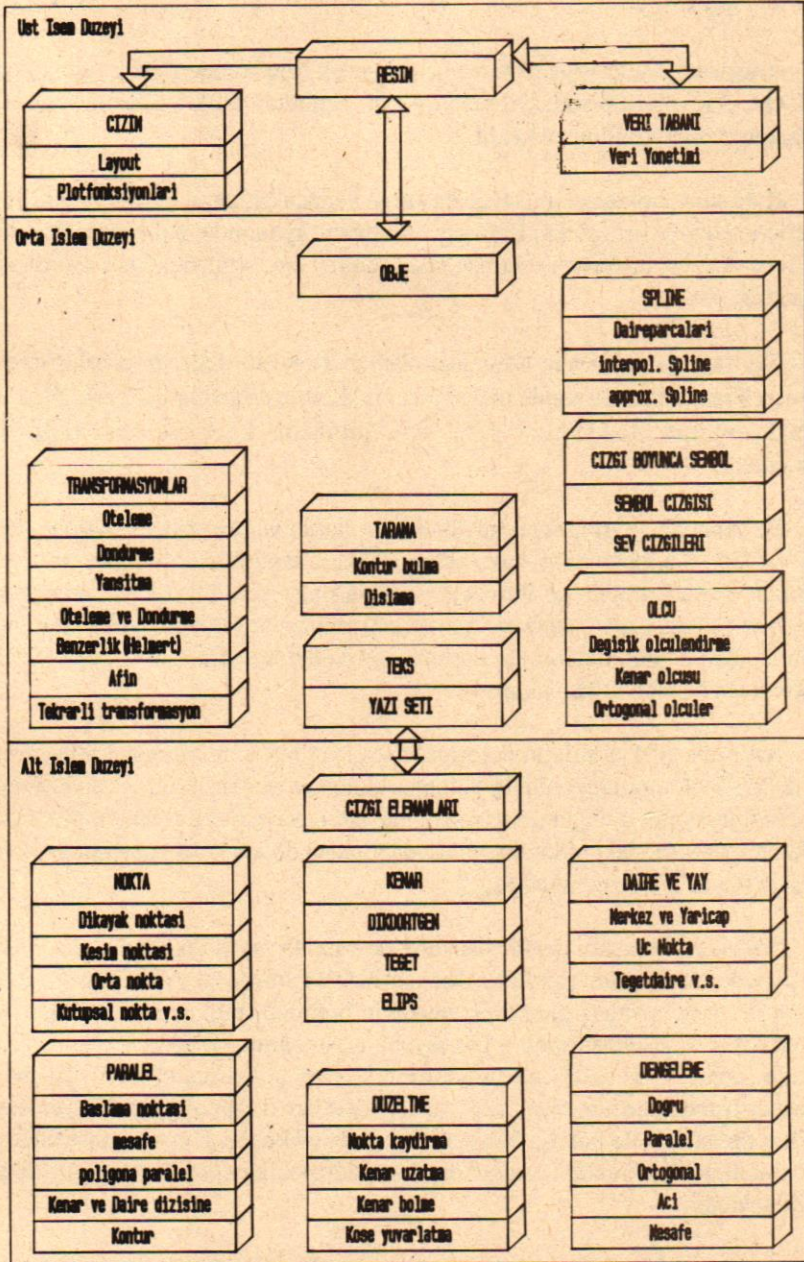 Ust Isem Duzeyi
RESIM
CIZIM
Layout
Plotfonksiyonlari
VERI TABANI
Veri Yonetimi
Orta Islem Duzeyi
OBJE
SPLINE
Daireparcalari
interpol. Spline
approx. Spline
CIZGI BOYUNCA SEMBOL
SEMBOL CIZGISI
SEV CIZGILERI
TRANSFORMASYONLAR
Oteleme
Dondurme
Yansitma
Oteleme ve Dondurme
Benzerlik(Helmert)
Afin
Tekrarli transformasyon
TARAMA
Kontur bulma
Dislama
TEKS
YAZI SETI
OLCU
Degisik olculendirme
Kenar olcusu
Ortogonal olculer
Alt Islem Duzeyi
CIZGI ELEMANLARI
NOKTA
Dikayak noktasi
Kesim noktasi
Orta nokta
Kutupsal nokta v.s.
KENAR
DIKDORTGEN
TEGET
ELIPS
DAIRE VE YAY
Merkez ve Yaricap
Uc Nokta
Tegetdaire v.s.
PARALEL
Baslama noktasi
mesafe
poligona paralel
Kenar ve Daire dizisine
Kontur
DUZELTME
Nokta kaydirma
Kenar uzatma
Kenar bolme
Kose yuvarlatma
DENGELEME
Dogru
Paralel
Ortogonal
Aci
Mesafe